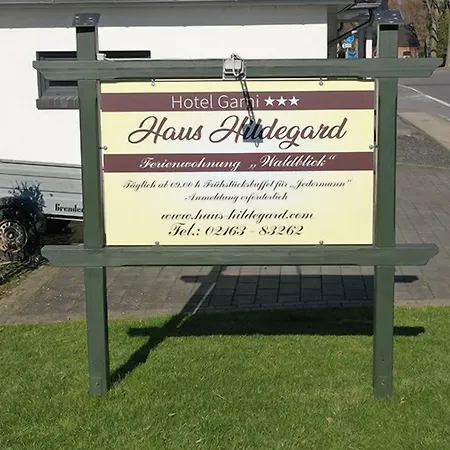 Hotel Garni ★★★
Haus Hildegard
Ferienwohnung „Waldblick"
Täglich ab 09.00 h Frühstücksbuffet für „Jedermann"
Anmeldung erforderlich
www.haus-hildegard.com
Tel.: 02163 - 83262
Brenderup